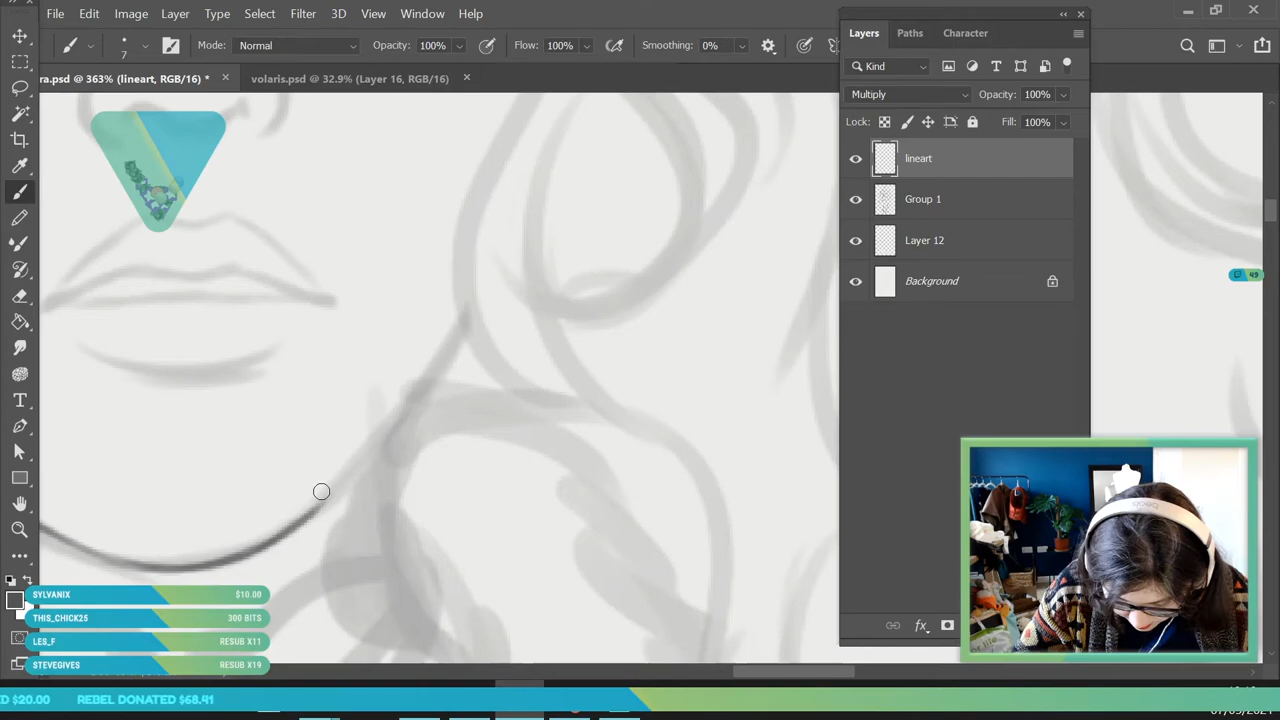 File Edit Image Layer Type Select Filter 3D View Window Help
7 Mode: Normal Opacity: 100% Flow: 100% Smoothing: 0%
ra.psd @ 363% (lineart, RGB/16) * volaris.psd @ 32.9% (Layer 16, RGB/16)
Layers Paths Character
Kind
Multiply Opacity: 100%
Lock: Fill: 100%
lineart
Group 1
Layer 12
Background
49
SYLVANIX $10.00
THIS_CHICK25 300 BITS
LES_F RESUB X11
STEVEGIVES RESUB X19
ED $20.00 REBEL DONATED $68.41